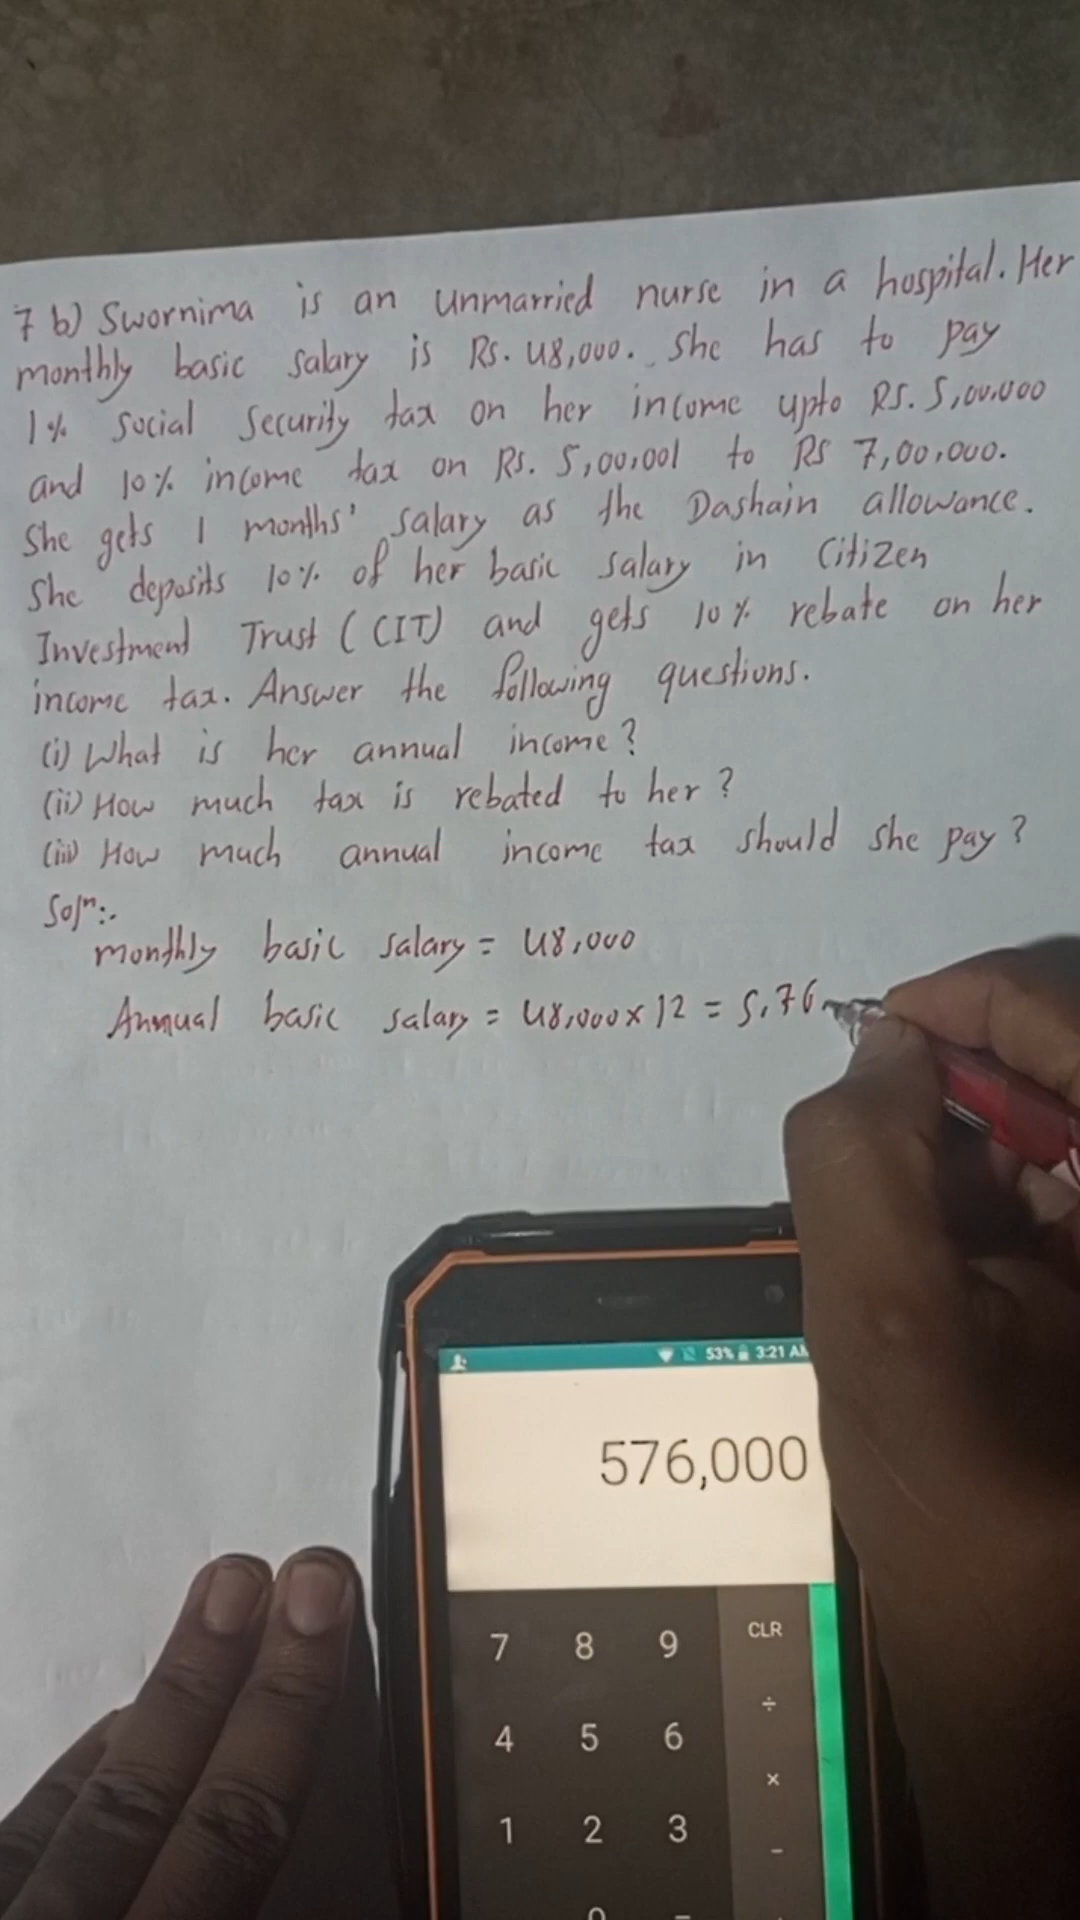 7 b) Swornima is an unmarried nurse in a hospital. Her
monthly basic salary is Rs. 48,000. She has to pay
1% Social Security tax on her income upto RS. 5,00,000
and 10% income tax on Rs. 5,00,001 to Rs 7,00,000.
She gets 1 months' salary as the Dashain allowance.
She deposits 10% of her basic salary in Citizen
Investment Trust (CIT) and gets 10% rebate on her
income tax. Answer the following questions.
(i) What is her annual income?
(ii) How much tax is rebated to her?
(iii) How much annual income tax should she pay?
Solⁿ:-
monthly basic salary = 48,000
Annual basic salary = 48,000 x 12 = 5,76
53% 3:21 AM
576,000
7 8 9 CLR
÷
4 5 6
×
1 2 3
−
0